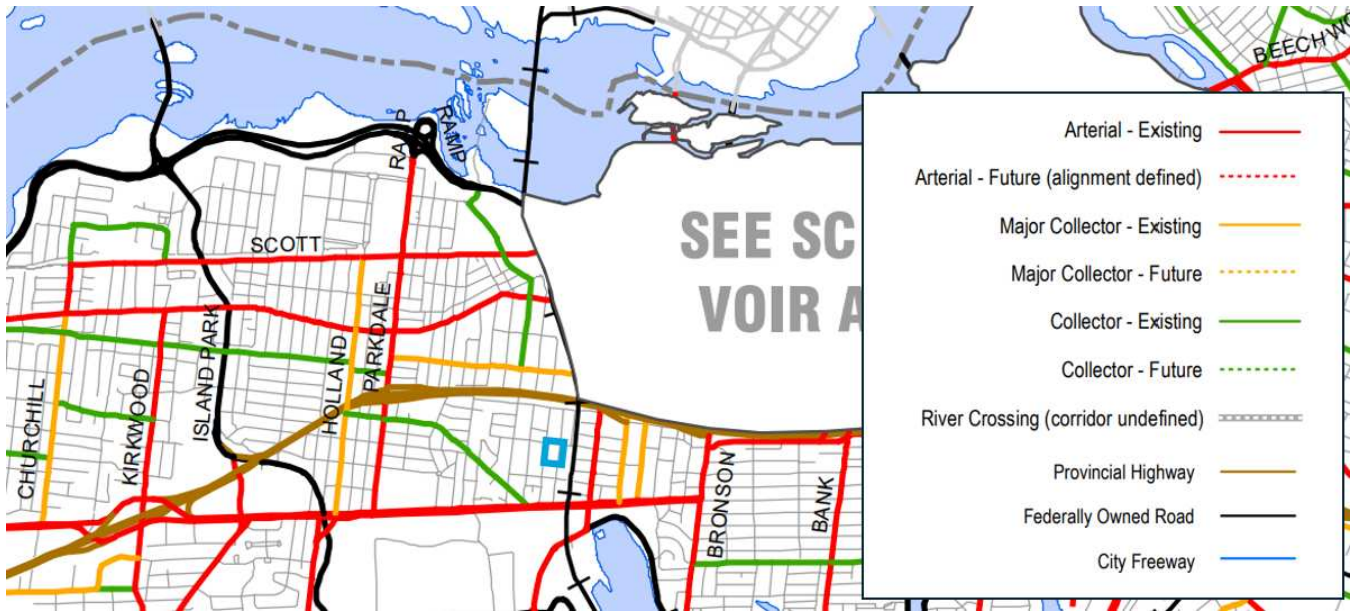 BEECHWO
RAMP
SCOTT
ISLAND PARK
HOLLAND
PARKDALE
CHURCHILL
KIRKWOOD
BRONSON
BANK
SEE SC
VOIR A
Arterial - Existing
Arterial - Future (alignment defined)
Major Collector - Existing
Major Collector - Future
Collector - Existing
Collector - Future
River Crossing (corridor undefined)
Provincial Highway
Federally Owned Road
City Freeway